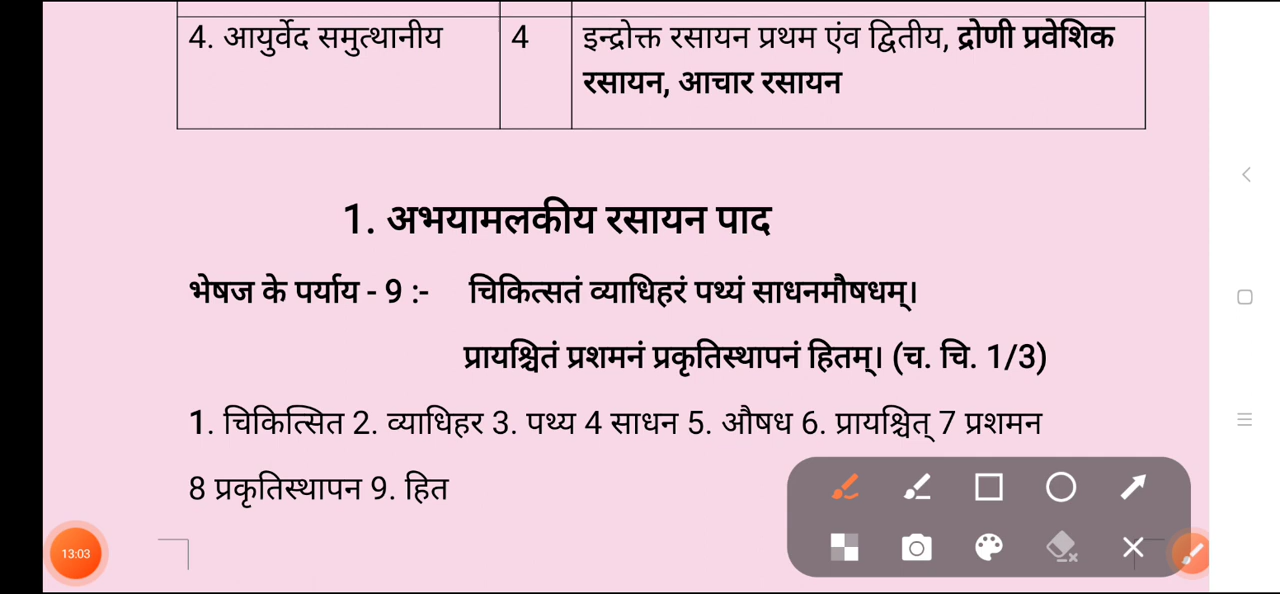 4. आयुर्वेद समुत्थानीय 4 इन्द्रोक्त रसायन प्रथम एंव द्वितीय, द्रोणी प्रवेशिक
रसायन, आचार रसायन
1. अभयामलकीय रसायन पाद
भेषज के पर्याय - 9 :- चिकित्सतं व्याधिहरं पथ्यं साधनमौषधम्।
प्रायश्चितं प्रशमनं प्रकृतिस्थापनं हितम्। (च. चि. 1/3)
1. चिकित्सित 2. व्याधिहर 3. पथ्य 4 साधन 5. औषध 6. प्रायश्चित् 7 प्रशमन
8 प्रकृतिस्थापन 9. हित
13:03